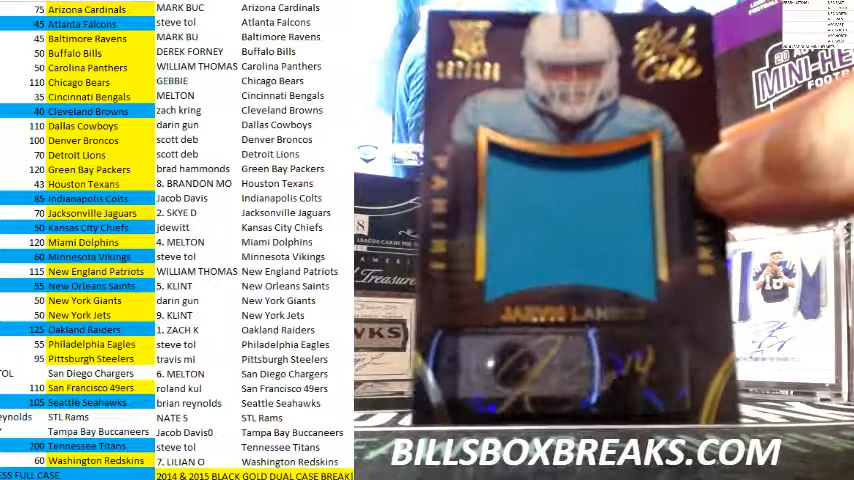 75 Arizona Cardinals MARK BUC Arizona Cardinals
45 Atlanta Falcons steve tol Atlanta Falcons
45 Baltimore Ravens MARK BU Baltimore Ravens
50 Buffalo Bills DEREK FORNEY Buffalo Bills
50 Carolina Panthers WILLIAM THOMAS Carolina Panthers
110 Chicago Bears GEBBIE Chicago Bears
35 Cincinnati Bengals MELTON Cincinnati Bengals
40 Cleveland Browns zach kring Cleveland Browns
110 Dallas Cowboys darin gun Dallas Cowboys
100 Denver Broncos scott deb Denver Broncos
70 Detroit Lions scott deb Detroit Lions
120 Green Bay Packers brad hammonds Green Bay Packers
43 Houston Texans 8. BRANDON MO Houston Texans
85 Indianapolis Colts Jacob Davis Indianapolis Colts
70 Jacksonville Jaguars 2. SKYE D Jacksonville Jaguars
50 Kansas City Chiefs jdewitt Kansas City Chiefs
120 Miami Dolphins 4. MELTON Miami Dolphins
60 Minnesota Vikings steve tol Minnesota Vikings
115 New England Patriots WILLIAM THOMAS New England Patriots
55 New Orleans Saints 5. KLINT New Orleans Saints
50 New York Giants darin gun New York Giants
50 New York Jets 9. KLINT New York Jets
125 Oakland Raiders 1. ZACH K Oakland Raiders
55 Philadelphia Eagles steve tol Philadelphia Eagles
95 Pittsburgh Steelers travis mi Pittsburgh Steelers
TOL San Diego Chargers 6. MELTON San Diego Chargers
110 San Francisco 49ers roland kul San Francisco 49ers
105 Seattle Seahawks brian reynolds Seattle Seahawks
eynolds STL Rams NATE S STL Rams
Tampa Bay Buccaneers Jacob Davis0 Tampa Bay Buccaneers
200 Tennessee Titans steve tol Tennessee Titans
60 Washington Redskins 7. LILIAN O Washington Redskins
ESS FULL CASE 2014 & 2015 BLACK GOLD DUAL CASE BREAK
PANINI
JARVIS LANDRY
MINI-HE
FOOTB
Treasures
WKS
BILLSBOXBREAKS.COM